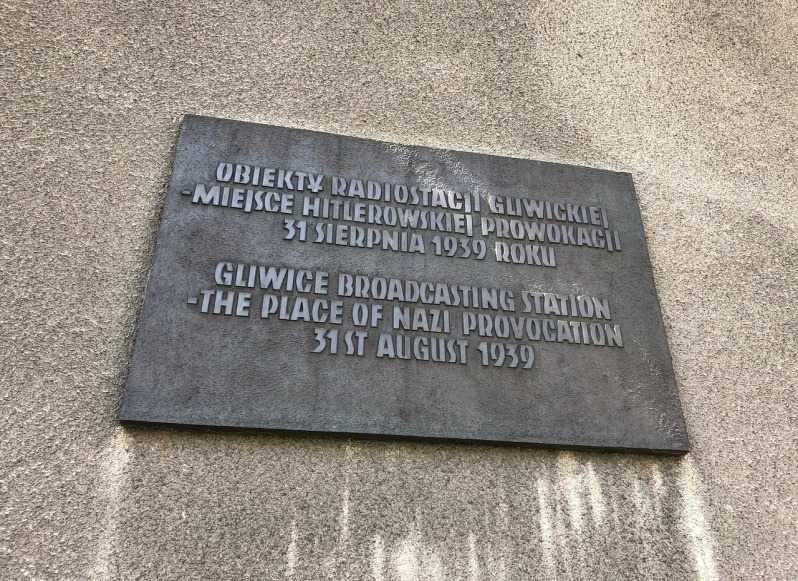 OBIEKTY RADIOSTACJI GLIWICKIEJ
-MIEJSCE HITLEROWSKIEJ PROWOKACJI
31 SIERPNIA 1939 ROKU
GLIWICE BROADCASTING STATION
-THE PLACE OF NAZI PROVOCATION
31 ST AUGUST 1939